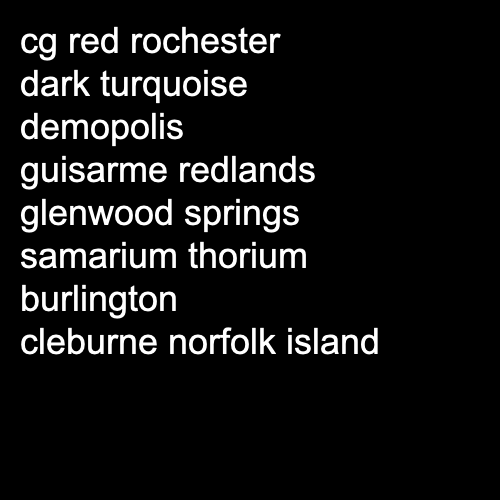 cg red rochester
dark turquoise
demopolis
guisarme redlands
glenwood springs
samarium thorium
burlington
cleburne norfolk island